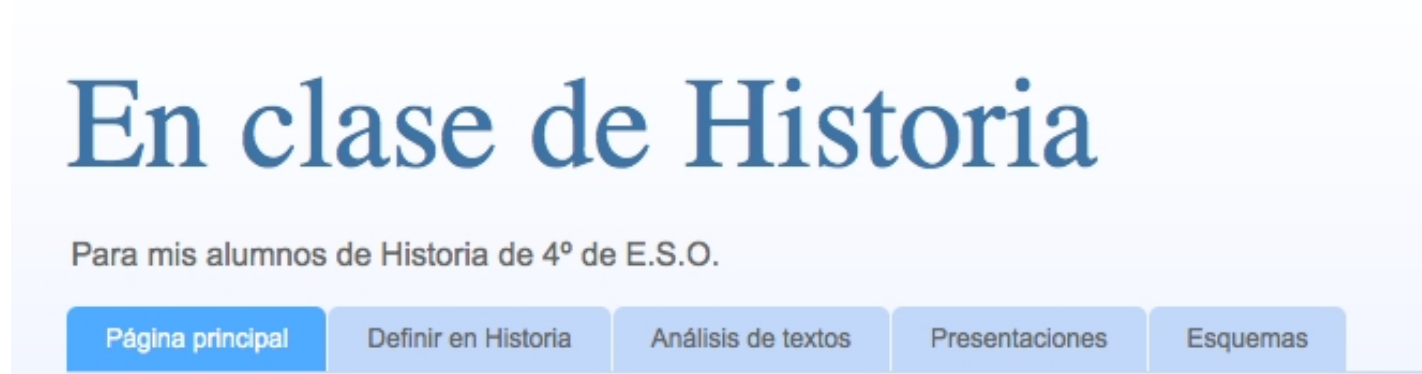 En clase de Historia
Para mis alumnos de Historia de 4º de E.S.O.
Página principal Definir en Historia Análisis de textos Presentaciones Esquemas